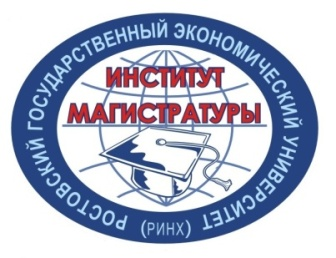 РОСТОВСКИЙ ГОСУДАРСТВЕННЫЙ ЭКОНОМИЧЕСКИЙ УНИВЕРСИТЕТ
(РИНХ)
ИНСТИТУТ
МАГИСТРАТУРЫ